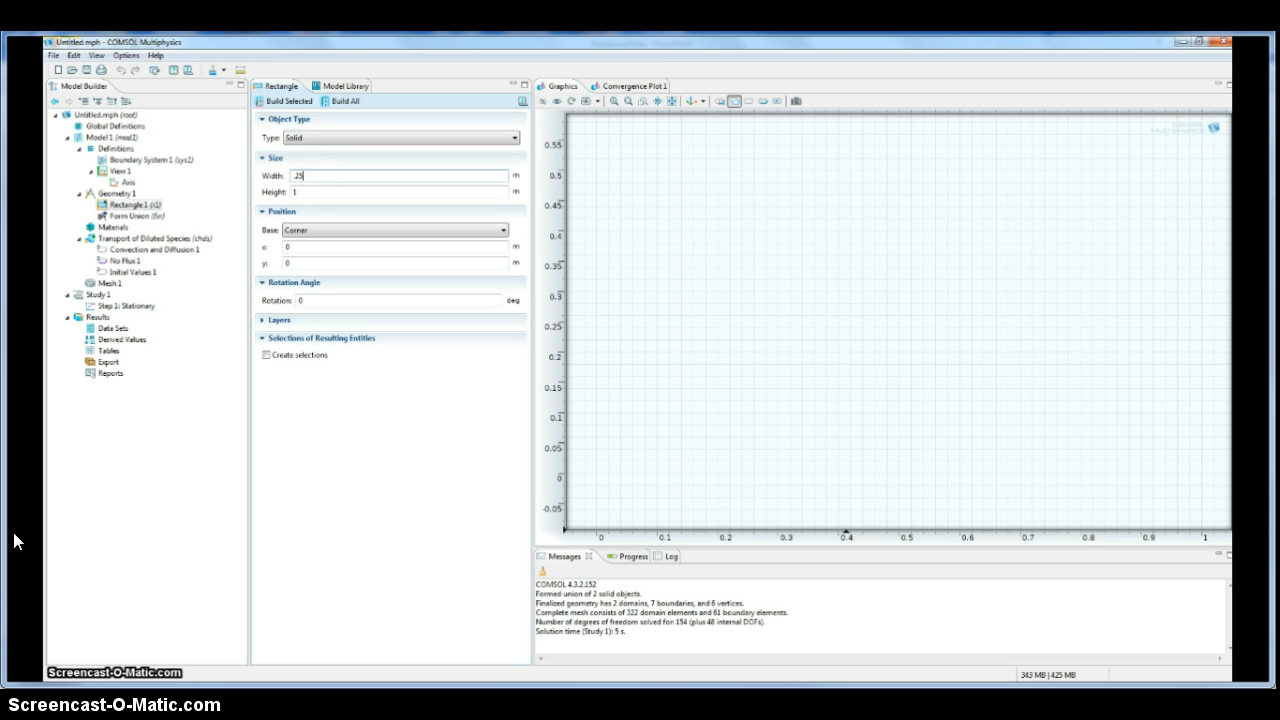 Untitled.mph - COMSOL Multiphysics
File Edit View Options Help
Model Builder
Untitled.mph (root)
Global Definitions
Model 1 (mod1)
Definitions
Boundary System 1 (sys1)
View 1
Axis
Geometry 1
Rectangle 1 (r1)
Form Union (fin)
Materials
Transport of Diluted Species (chds)
Convection and Diffusion 1
No Flux 1
Initial Values 1
Mesh 1
Study 1
Step 1: Stationary
Results
Data Sets
Derived Values
Tables
Export
Reports
Rectangle Model Library
Build Selected Build All
Object Type
Type: Solid
Size
Width: .25 m
Height: 1 m
Position
Base: Corner
x: 0 m
y: 0 m
Rotation Angle
Rotation: 0 deg
Layers
Selections of Resulting Entities
Create selections
Graphics Convergence Plot 1
0.55
0.5
0.45
0.4
0.35
0.3
0.25
0.2
0.15
0.1
0.05
0
-0.05
0 0.1 0.2 0.3 0.4 0.5 0.6 0.7 0.8 0.9 1
Messages Progress Log
COMSOL 4.3.2.152
Formed union of 2 solid objects.
Finalized geometry has 2 domains, 7 boundaries, and 6 vertices.
Complete mesh consists of 322 domain elements and 61 boundary elements.
Number of degrees of freedom solved for: 154 (plus 48 internal DOFs).
Solution time (Study 1): 5 s.
343 MB | 425 MB
Screencast-O-Matic.com
Screencast-O-Matic.com